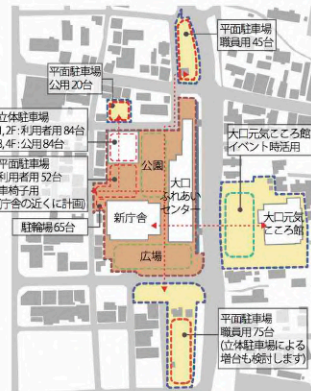 平面駐車場
職員用45台
平面駐車場
公用20台
立体駐車場
1,2F:利用者用84台
3,4F:公用84台
平面駐車場
利用者用52台
車椅子用
(庁舎の近くに計画)
駐輪場65台
公園
大口
ふれあい
センター
新庁舎
広場
大口元気こころ館
イベント時活用
大口元気
こころ館
平面駐車場
職員用75台
(立体駐車場による
増台も検討します)